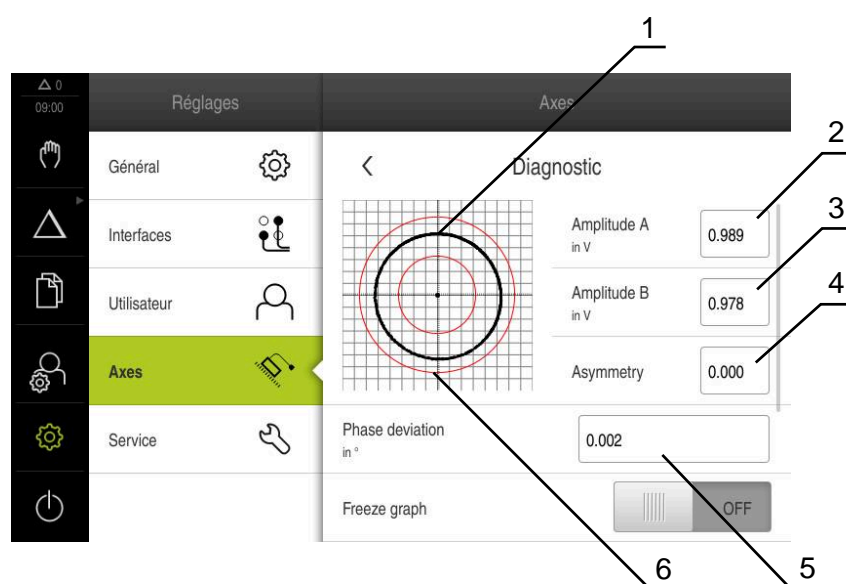 1
△ 0
09:00
Réglages
Axes
Général
Diagnostic
2
Interfaces
Amplitude A
in V
0.989
3
Utilisateur
Amplitude B
in V
0.978
4
Axes
Asymmetry
0.000
Service
Phase deviation
in °
0.002
Freeze graph
OFF
6
5